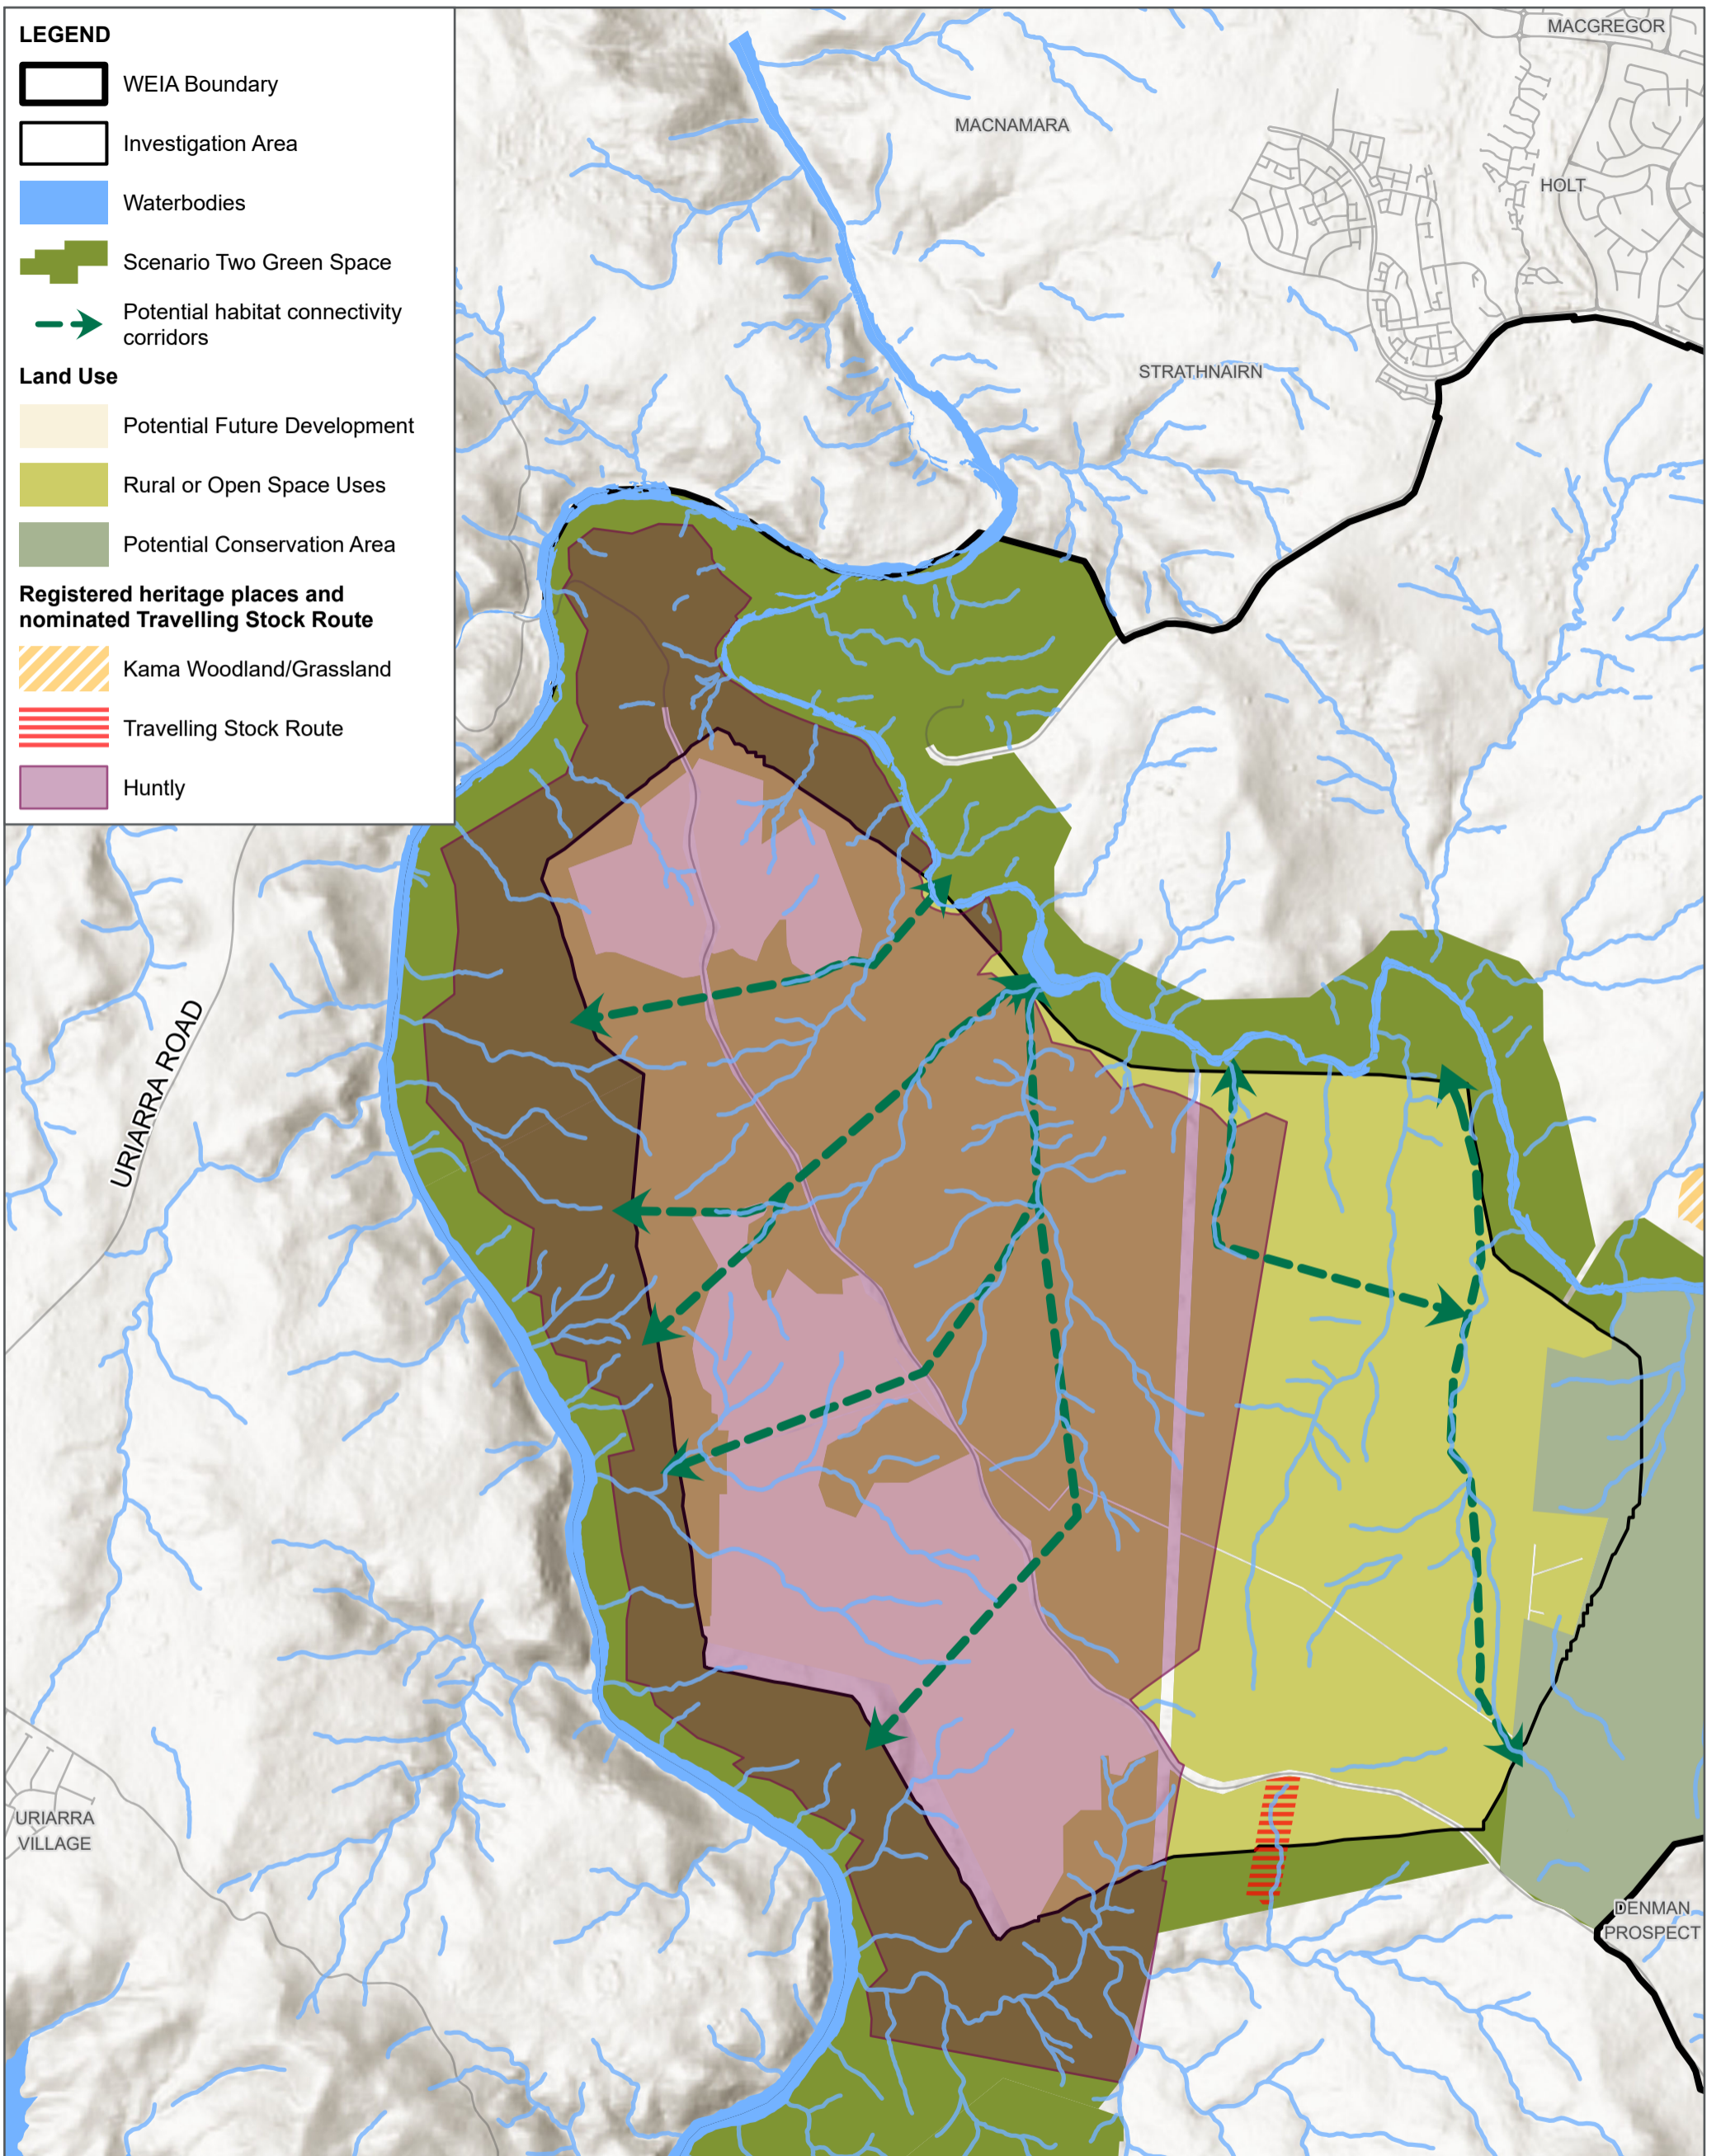 LEGEND
WEIA Boundary
Investigation Area
Waterbodies
Scenario Two Green Space
Potential habitat connectivity
corridors
Land Use
Potential Future Development
Rural or Open Space Uses
Potential Conservation Area
Registered heritage places and
nominated Travelling Stock Route
Kama Woodland/Grassland
Travelling Stock Route
Huntly
MACGREGOR
MACNAMARA
HOLT
STRATHNAIRN
URIARRA ROAD
URIARRA
VILLAGE
DENMAN
PROSPECT